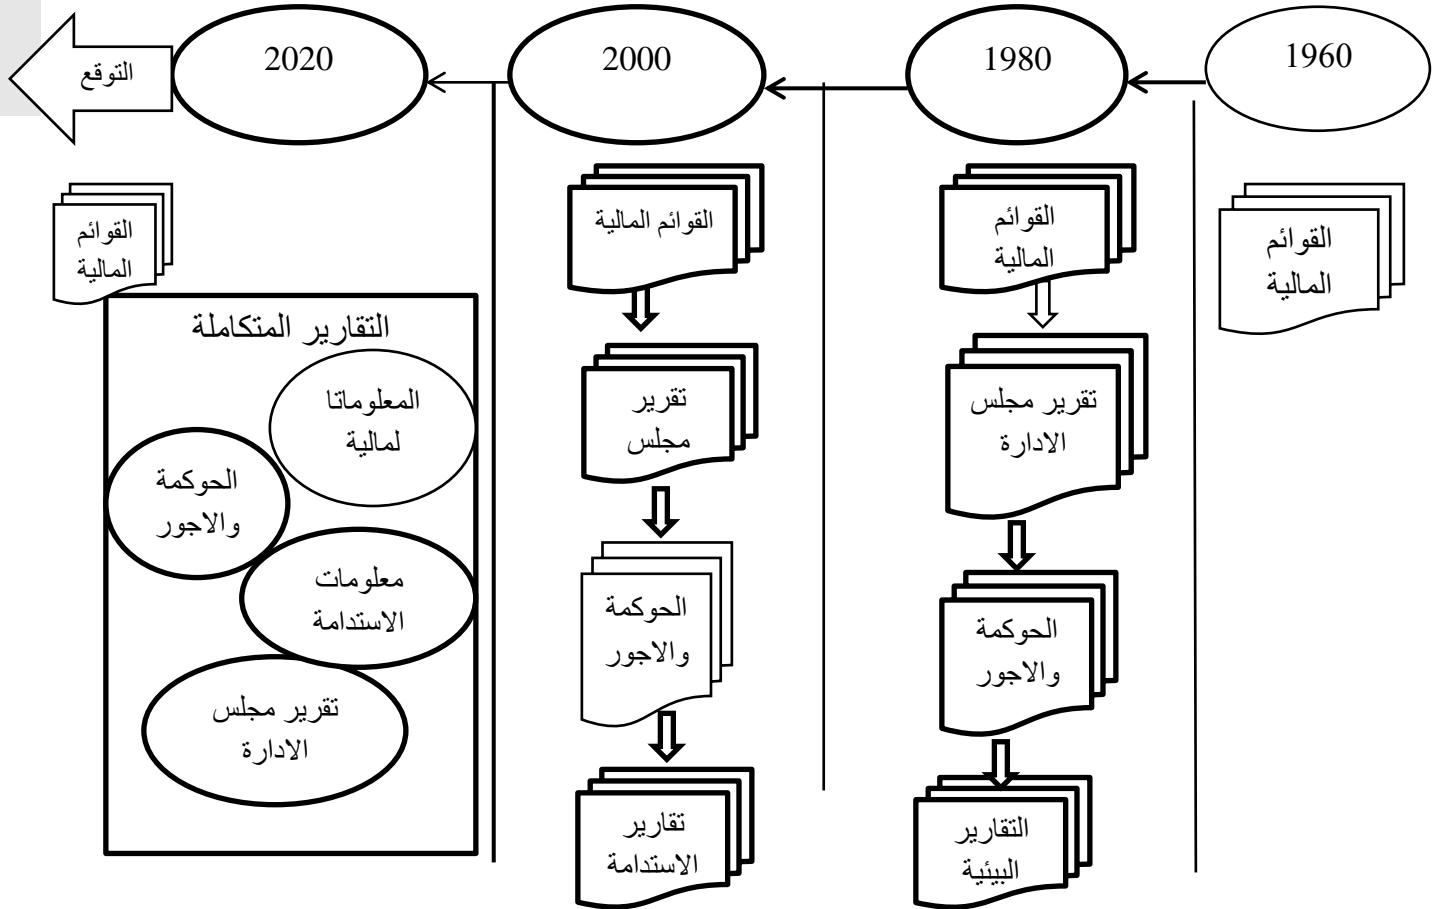 1960
1980
2000
2020
التوقع
القوائم
المالية
القوائم
المالية
تقرير مجلس
الادارة
الحوكمة
والاجور
التقارير
البيئية
القوائم المالية
تقرير
مجلس
الحوكمة
والاجور
تقارير
الاستدامة
القوائم
المالية
التقارير المتكاملة
المعلوماتا
لمالية
الحوكمة
والاجور
معلومات
الاستدامة
تقرير مجلس
الادارة